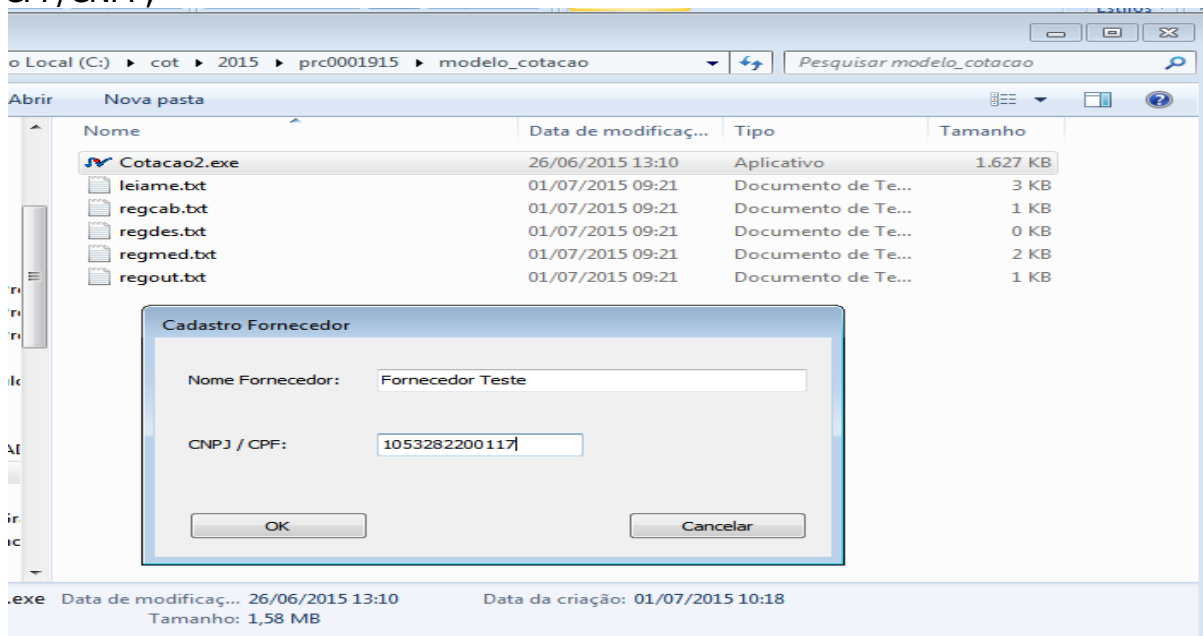 o Local (C:) cot 2015 prc0001915 modelo_cotacao Pesquisar modelo_cotacao
Abrir Nova pasta
Nome Data de modificaç... Tipo Tamanho
Cotacao2.exe 26/06/2015 13:10 Aplicativo 1.627 KB
leiame.txt 01/07/2015 09:21 Documento de Te... 3 KB
regcab.txt 01/07/2015 09:21 Documento de Te... 1 KB
regdes.txt 01/07/2015 09:21 Documento de Te... 0 KB
regmed.txt 01/07/2015 09:21 Documento de Te... 2 KB
regout.txt 01/07/2015 09:21 Documento de Te... 1 KB
Cadastro Fornecedor
Nome Fornecedor: Fornecedor Teste
CNPJ / CPF: 1053282200117
OK Cancelar
.exe Data de modificaç... 26/06/2015 13:10 Data da criação: 01/07/2015 10:18
Tamanho: 1,58 MB